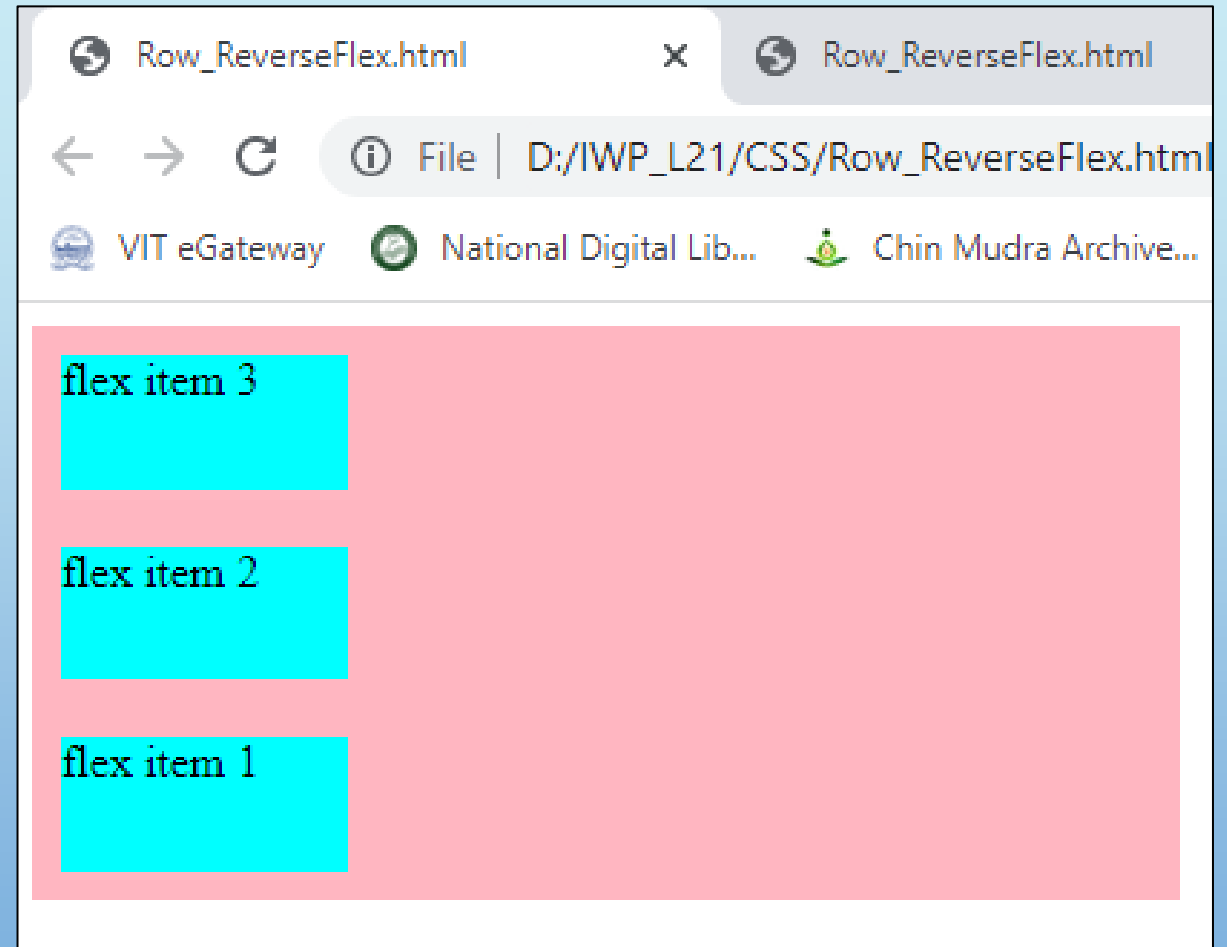 Row_ReverseFlex.html × Row_ReverseFlex.html
File | D:/IWP_L21/CSS/Row_ReverseFlex.html
VIT eGateway National Digital Lib... Chin Mudra Archive...
flex item 3
flex item 2
flex item 1